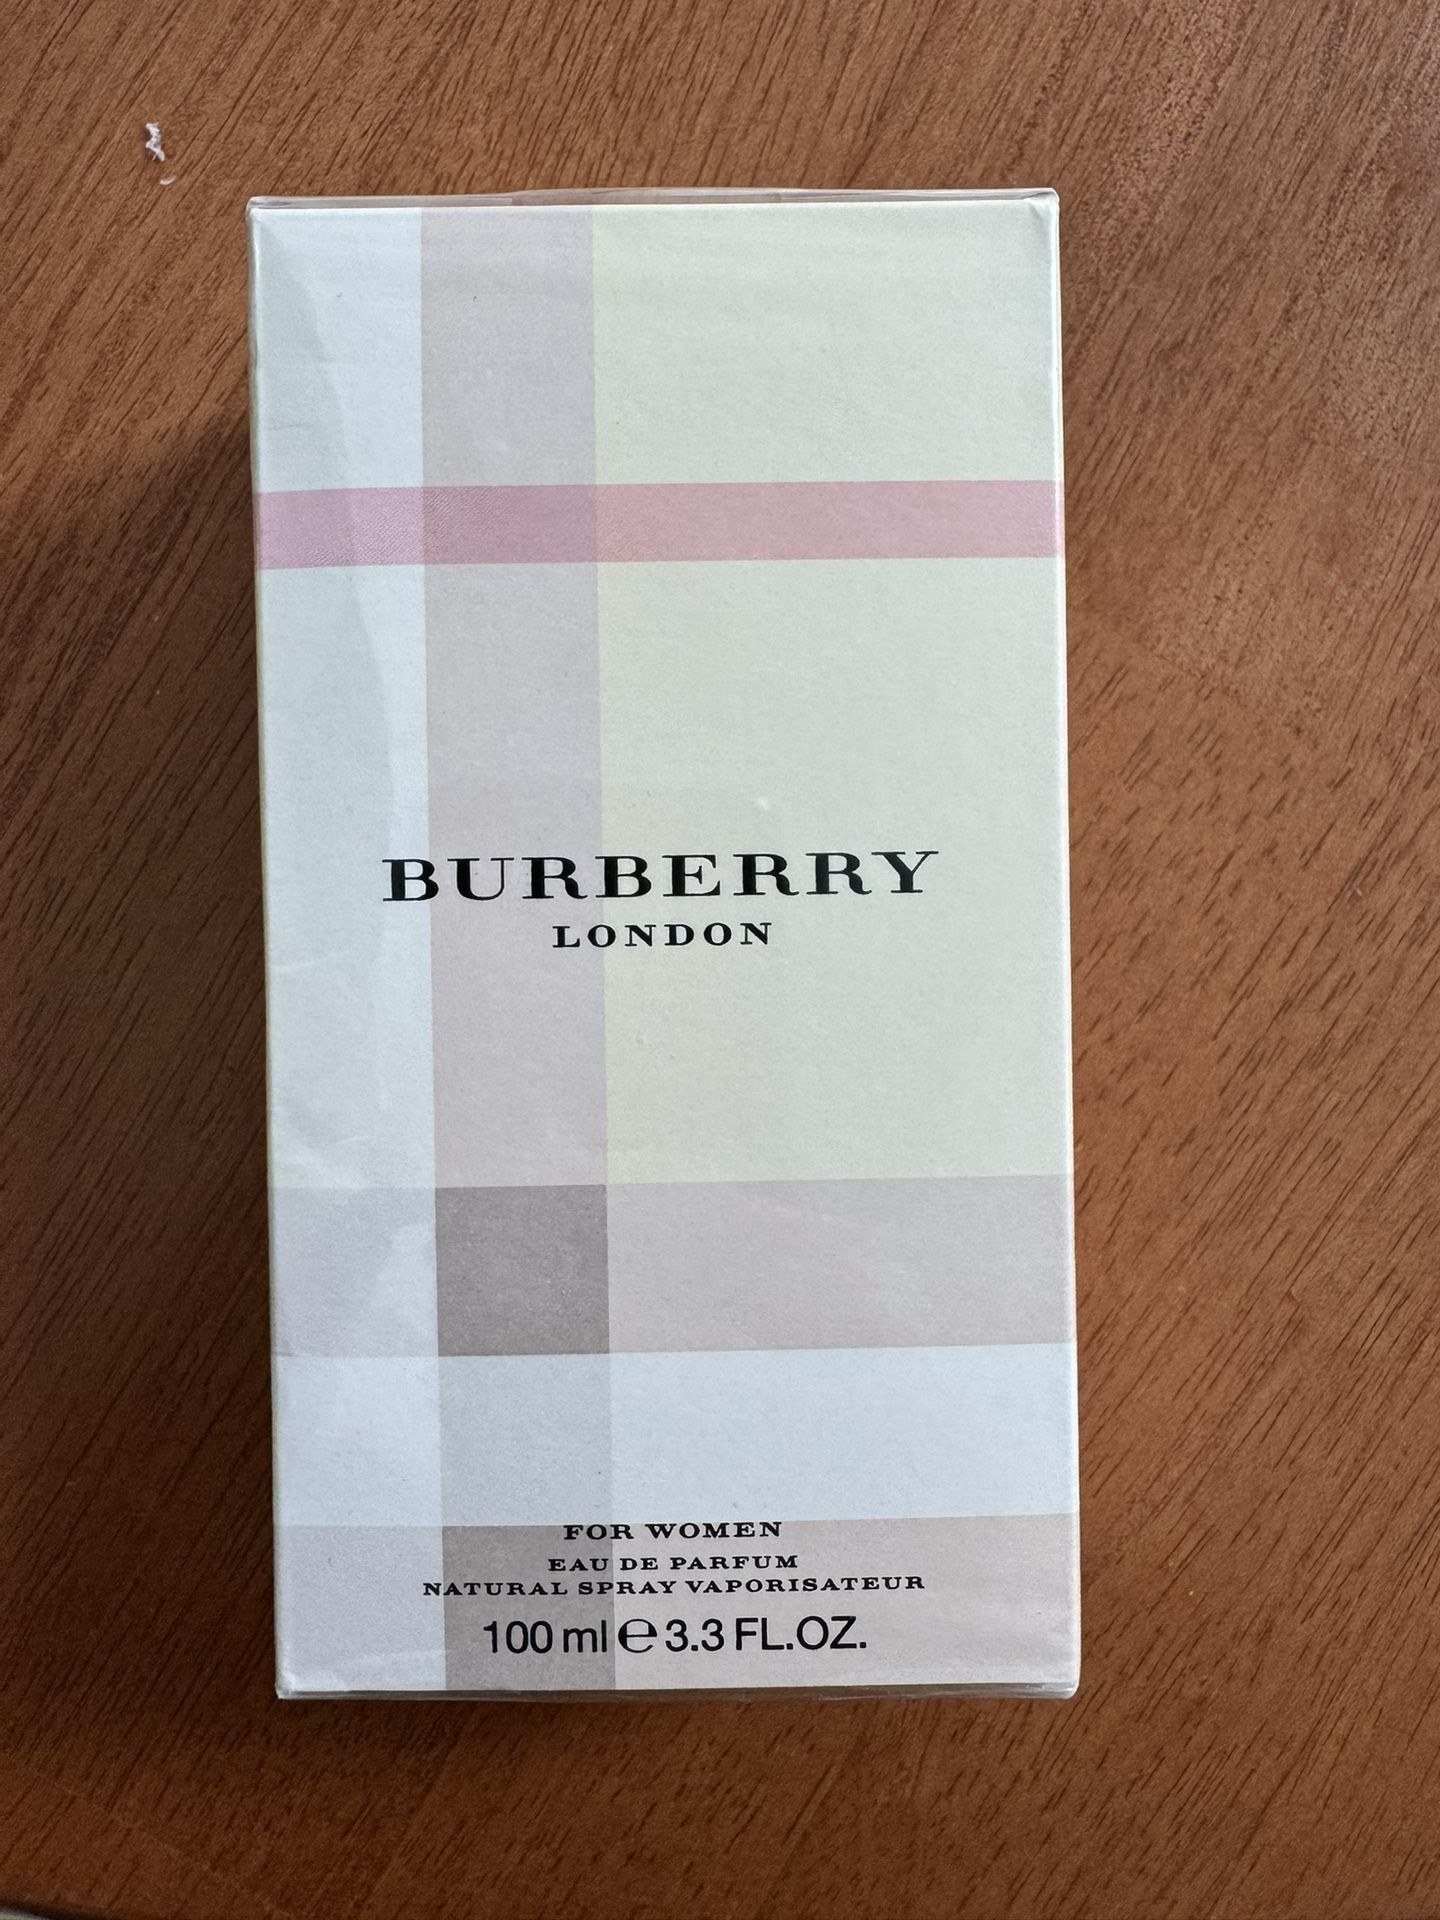 BURBERRY
LONDON
FOR WOMEN
EAU DE PARFUM
NATURAL SPRAY VAPORISATEUR
100 ml ℮ 3.3 FL.OZ.